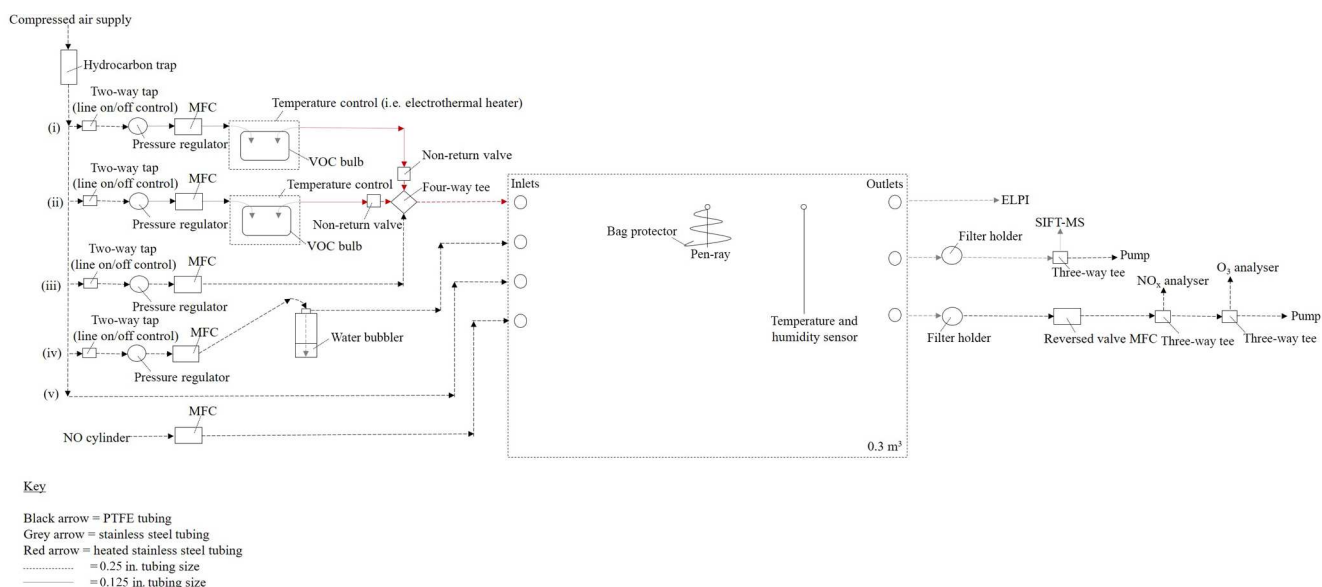 Compressed air supply
Hydrocarbon trap
Two-way tap
(line on/off control)
MFC
(i)
Pressure regulator
Temperature control (i.e. electrothermal heater)
VOC bulb
Non-return valve
Two-way tap
(line on/off control)
MFC
(ii)
Pressure regulator
Temperature control
VOC bulb
Non-return valve
Four-way tee
Two-way tap
(line on/off control)
MFC
(iii)
Pressure regulator
Two-way tap
(line on/off control)
MFC
(iv)
Pressure regulator
Water bubbler
(v)
MFC
NO cylinder
Inlets
Outlets
Bag protector
Pen-ray
Temperature and
humidity sensor
0.3 m³
ELPI
SIFT-MS
Filter holder
Pump
Three-way tee
NOₓ analyser
O₃ analyser
Pump
Filter holder
Reversed valve MFC
Three-way tee
Three-way tee
Key
Black arrow = PTFE tubing
Grey arrow = stainless steel tubing
Red arrow = heated stainless steel tubing
= 0.25 in. tubing size
= 0.125 in. tubing size